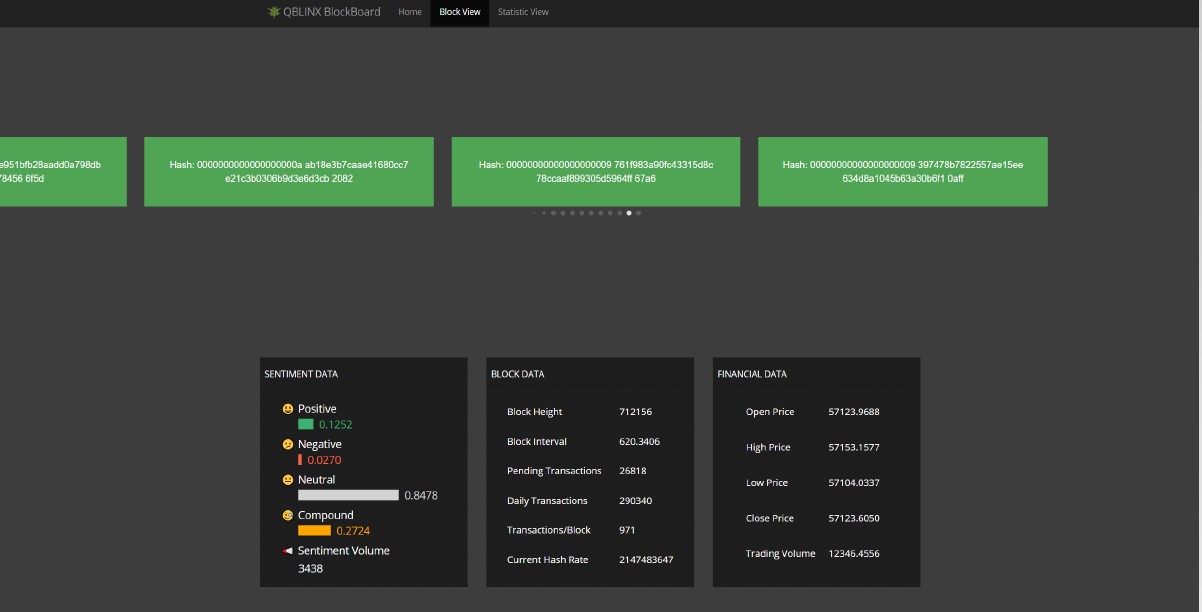 QBLINX BlockBoard Home Block View Statistic View
e951bfb28aadd0a798db
78456 6f5d
Hash: 0000000000000000000a ab18e3b7caae41680cc7
e21c3b0306b9d3e6d3cb 2082
Hash: 00000000000000000009 761f983a90fc43315d8c
78ccaaf899305d5964ff 67a6
Hash: 00000000000000000009 397478b7822557ae15ee
634d8a1045b63a30b6f1 0aff
SENTIMENT DATA
Positive
0.1252
Negative
0.0270
Neutral
0.8478
Compound
0.2724
Sentiment Volume
3438
BLOCK DATA
Block Height 712156
Block Interval 620.3406
Pending Transactions 26818
Daily Transactions 290340
Transactions/Block 971
Current Hash Rate 2147483647
FINANCIAL DATA
Open Price 57123.9688
High Price 57153.1577
Low Price 57104.0337
Close Price 57123.6050
Trading Volume 12346.4556